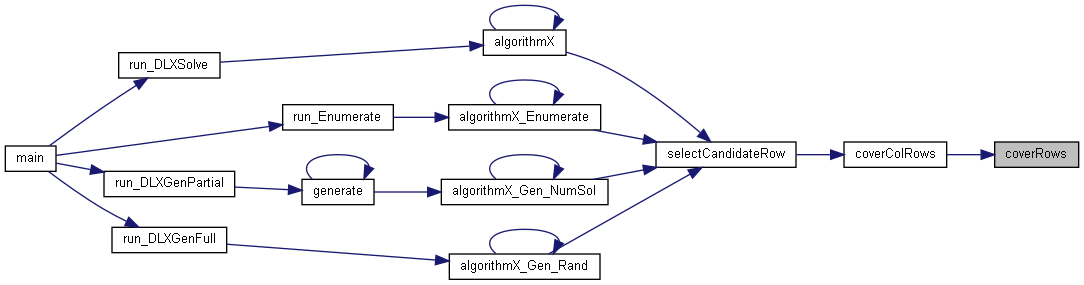 algorithmX
run_DLXSolve
run_Enumerate
algorithmX_Enumerate
main
selectCandidateRow
coverColRows
coverRows
run_DLXGenPartial
generate
algorithmX_Gen_NumSol
run_DLXGenFull
algorithmX_Gen_Rand